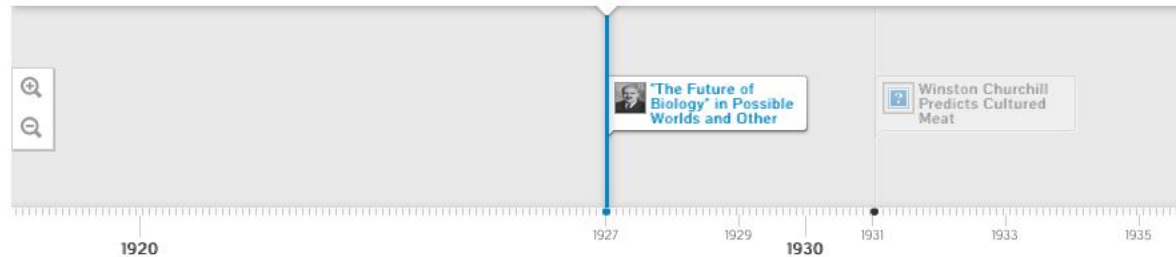 "The Future of
Biology" in Possible
Worlds and Other
Winston Churchill
Predicts Cultured
Meat
1920
1927
1929
1930
1931
1933
1935